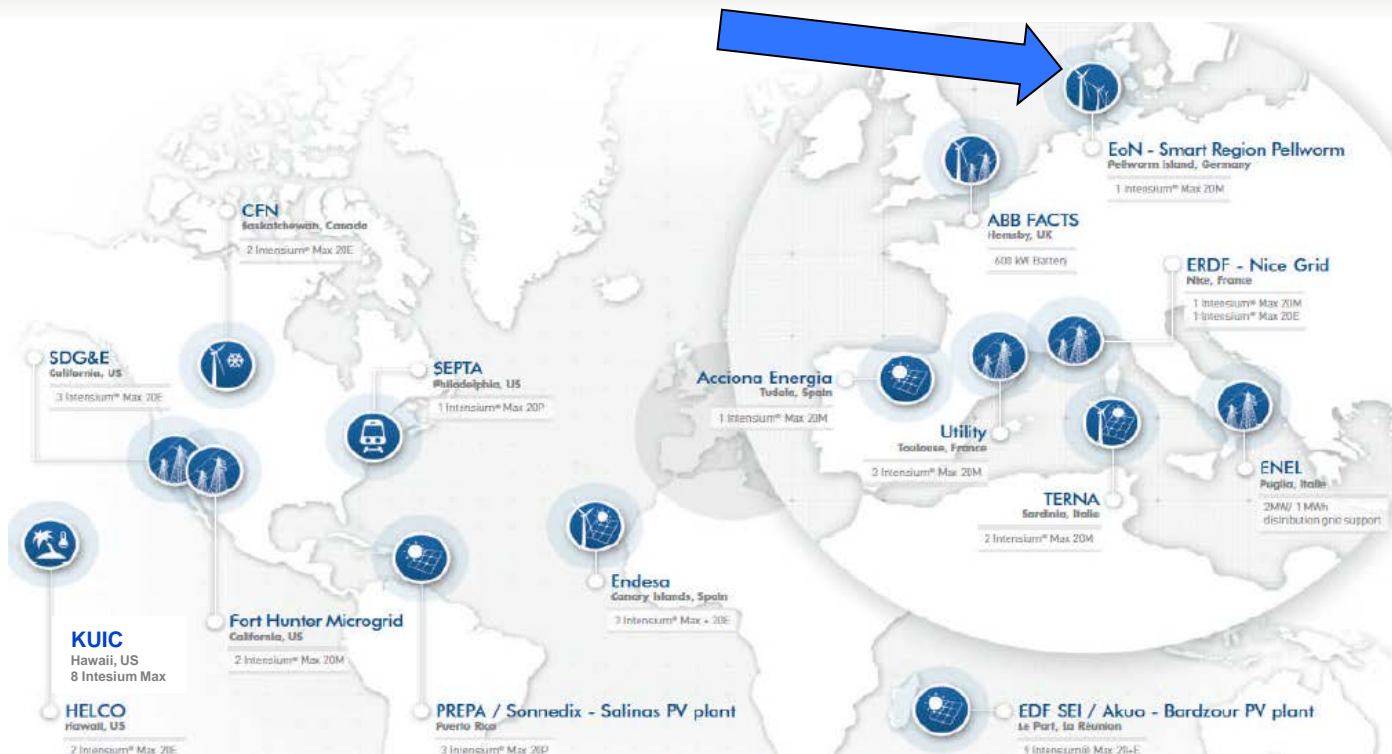 EoN - Smart Region Pellworm
Pellworm Island, Germany
1 Intensium® Max 20M
ABB FACTS
Hemsby, UK
600 kW Battery
ERDF - Nice Grid
Nice, France
1 Intensium® Max 20M
1 Intensium® Max 20E
CFN
Saskatchewan, Canada
2 Intensium® Max 20E
SDG&E
California, US
3 Intensium® Max 20E
SEPTA
Philadelphia, US
1 Intensium® Max 20P
Acciona Energia
Tudela, Spain
1 Intensium® Max 20M
Utility
Toulouse, France
Intensium® Max 20M
TERNA
Sardinia, Italie
2 Intensium® Max 20M
ENEL
Puglia, Italie
2MW/ 1 MWh
distribution grid support
Endesa
Canary Islands, Spain
Intensium® Max + 20E
Fort Hunter Microgrid
California, US
2 Intensium® Max 20M
KUIC
Hawaii, US
8 Intesium Max
HELCO
Hawaii, US
2 Intensium® Max 20E
PREPA / Sonnedix - Salinas PV plant
Puerto Rico
3 Intensium® Max 20P
EDF SEI / Akuo - Bardzour PV plant
Le Port, La Réunion
Intensium® Max 20+E